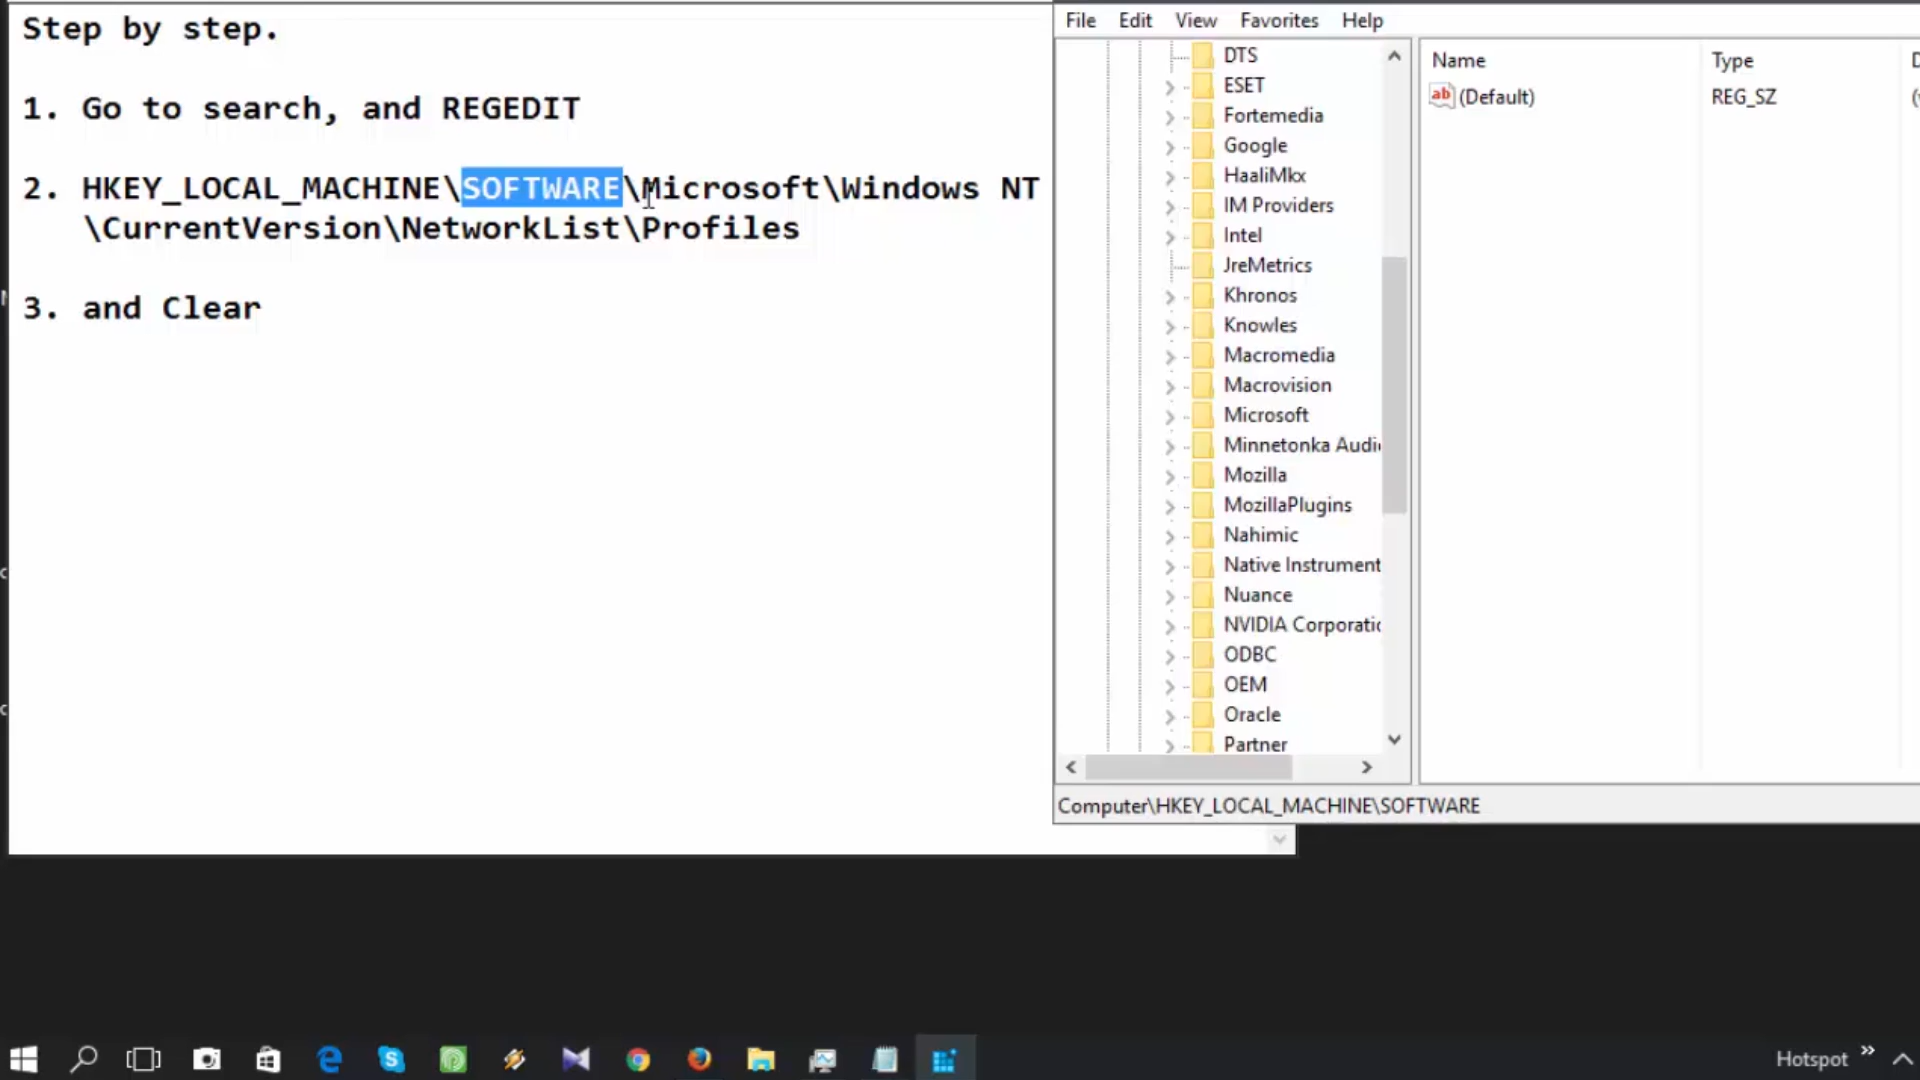 Step by step.
1. Go to search, and REGEDIT
2. HKEY_LOCAL_MACHINE\SOFTWARE\Microsoft\Windows NT
\CurrentVersion\NetworkList\Profiles
3. and Clear
File Edit View Favorites Help
DTS
ESET
Fortemedia
Google
HaaliMkx
IM Providers
Intel
JreMetrics
Khronos
Knowles
Macromedia
Macrovision
Microsoft
Minnetonka Audi
Mozilla
MozillaPlugins
Nahimic
Native Instrument
Nuance
NVIDIA Corporatic
ODBC
OEM
Oracle
Partner
Name Type
ab (Default) REG_SZ
Computer\HKEY_LOCAL_MACHINE\SOFTWARE
Hotspot